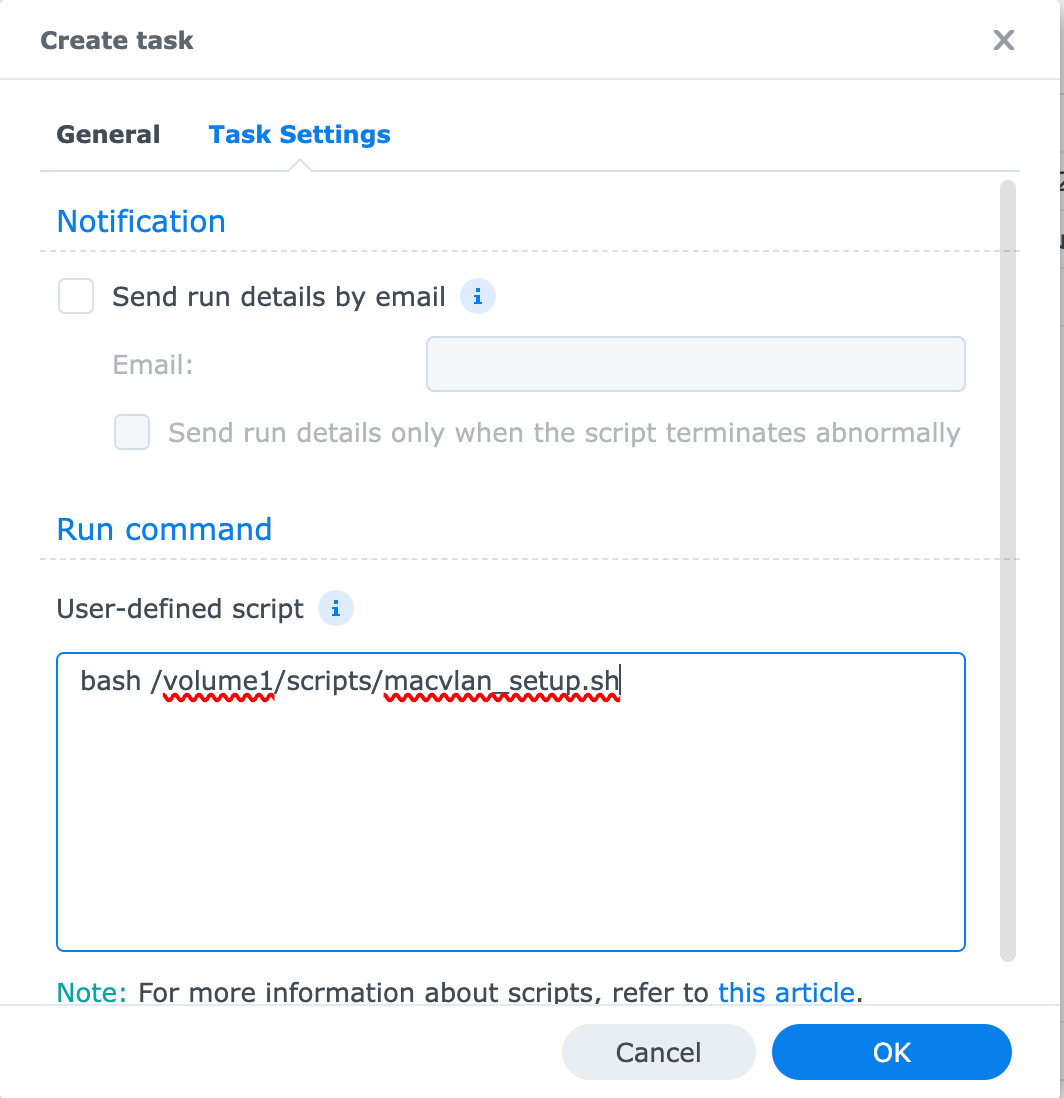 Create task
General
Task Settings
Notification
Send run details by email
Email:
Send run details only when the script terminates abnormally
Run command
User-defined script
bash /volume1/scripts/macvlan_setup.sh
Note: For more information about scripts, refer to this article.
Cancel
OK